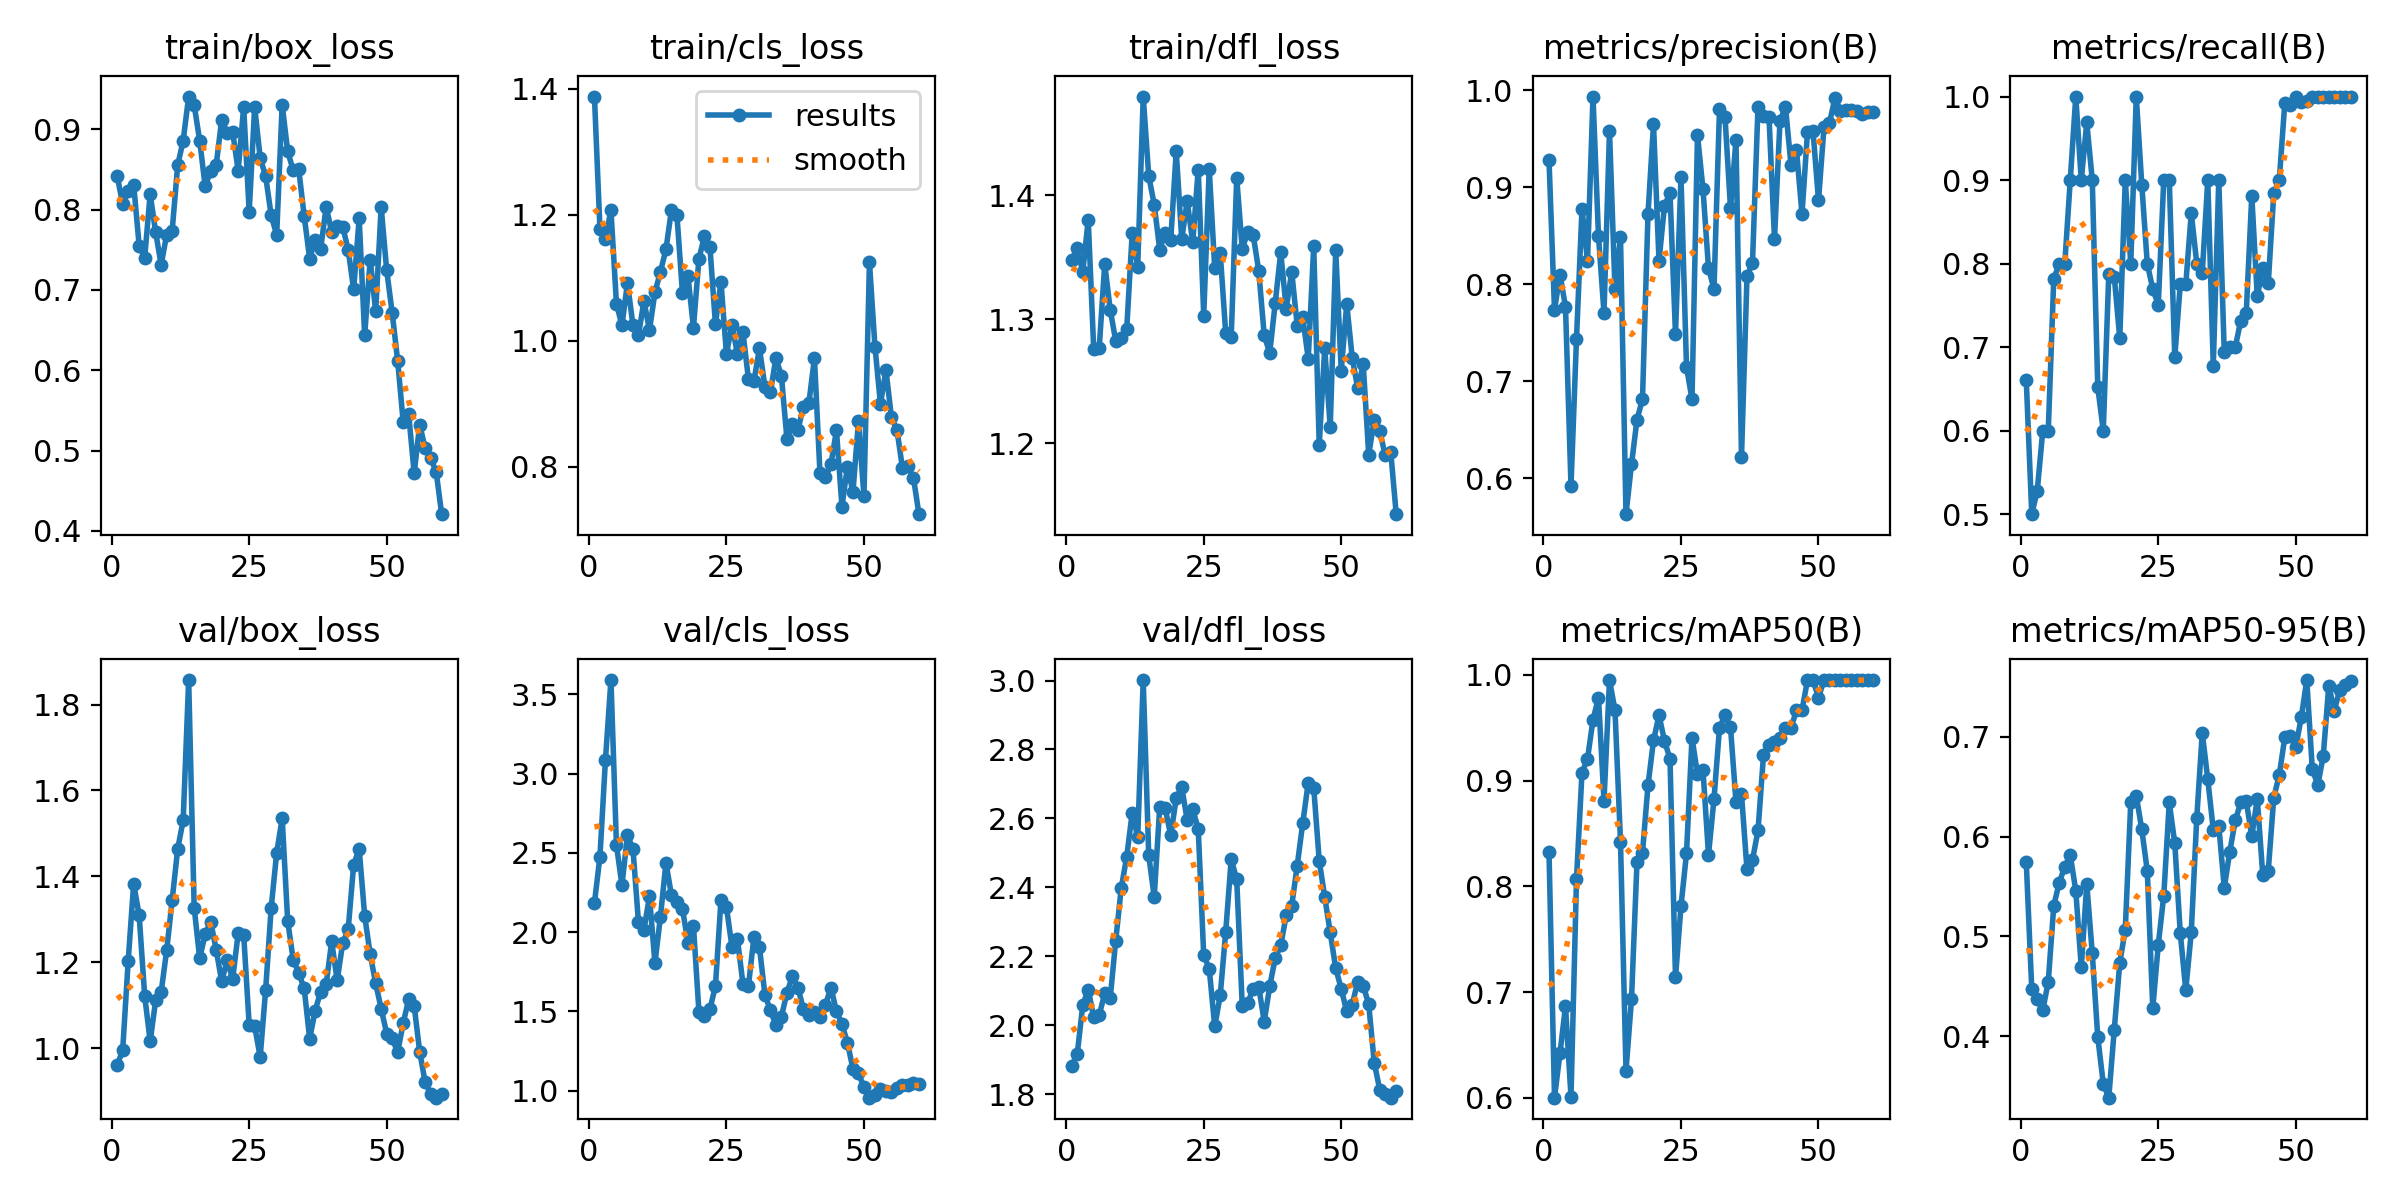 train/box_loss
0.9
0.8
0.7
0.6
0.5
0.4
0 25 50
train/cls_loss
results
smooth
1.4
1.2
1.0
0.8
0 25 50
train/dfl_loss
1.4
1.3
1.2
0 25 50
metrics/precision(B)
1.0
0.9
0.8
0.7
0.6
0 25 50
metrics/recall(B)
1.0
0.9
0.8
0.7
0.6
0.5
0 25 50
val/box_loss
1.8
1.6
1.4
1.2
1.0
0 25 50
val/cls_loss
3.5
3.0
2.5
2.0
1.5
1.0
0 25 50
val/dfl_loss
3.0
2.8
2.6
2.4
2.2
2.0
1.8
0 25 50
metrics/mAP50(B)
1.0
0.9
0.8
0.7
0.6
0 25 50
metrics/mAP50-95(B)
0.7
0.6
0.5
0.4
0 25 50